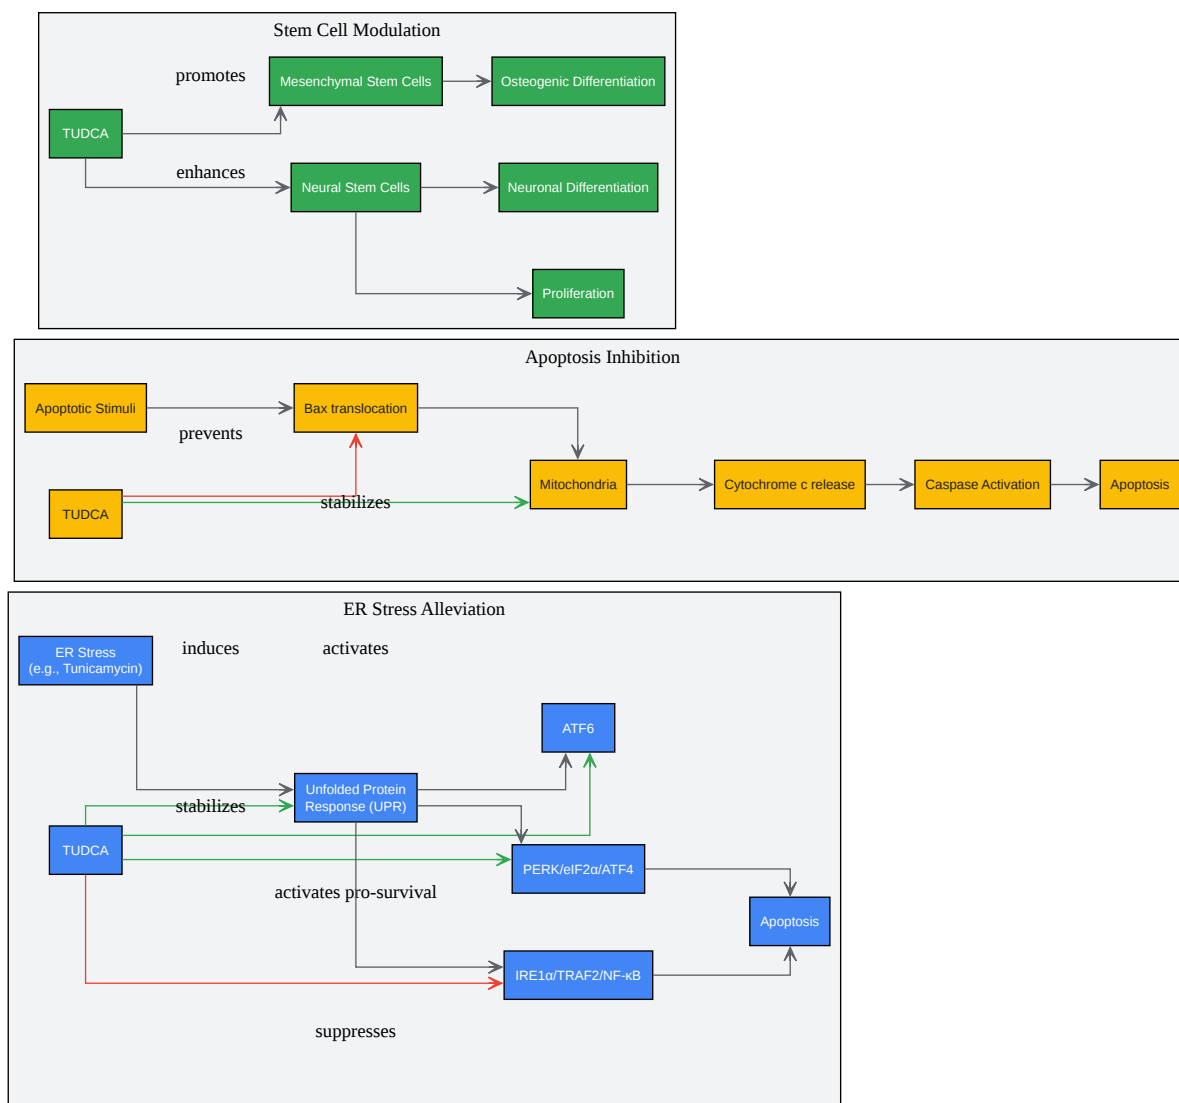 Stem Cell Modulation
promotes
Mesenchymal Stem Cells
Osteogenic Differentiation
TUDCA
enhances
Neural Stem Cells
Neuronal Differentiation
Proliferation
Apoptosis Inhibition
Apoptotic Stimuli
prevents
Bax translocation
TUDCA
stabilizes
Mitochondria
Cytochrome c release
Caspase Activation
Apoptosis
ER Stress Alleviation
ER Stress
(e.g., Tunicamycin)
induces
activates
ATF6
Unfolded Protein
Response (UPR)
stabilizes
TUDCA
PERK/eIF2α/ATF4
activates pro-survival
Apoptosis
IRE1α/TRAF2/NF-κB
suppresses